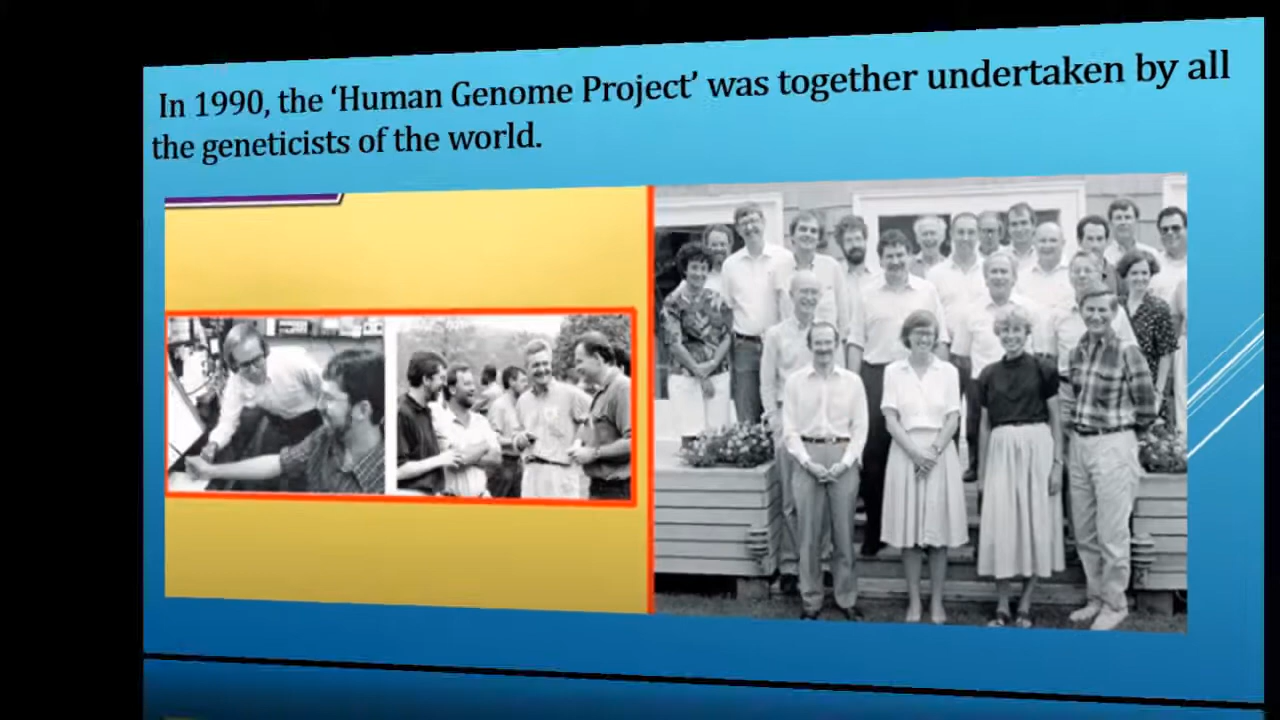 In 1990, the ‘Human Genome Project’ was together undertaken by all
the geneticists of the world.